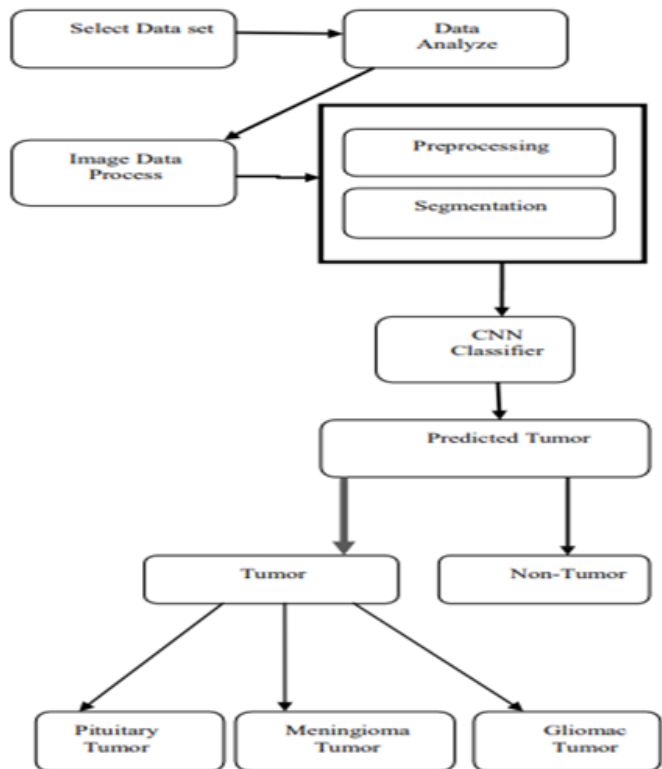 Select Data set
Data
Analyze
Image Data
Process
Preprocessing
Segmentation
CNN
Classifier
Predicted Tumor
Tumor
Non-Tumor
Pituitary
Tumor
Meningioma
Tumor
Gliomac
Tumor